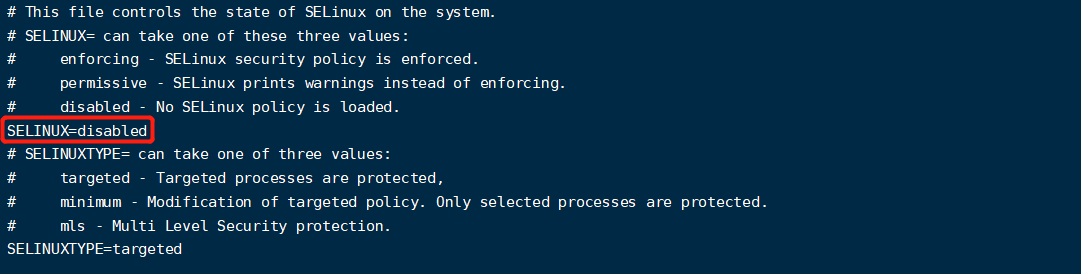 # This file controls the state of SELinux on the system.
# SELINUX= can take one of these three values:
#     enforcing - SELinux security policy is enforced.
#     permissive - SELinux prints warnings instead of enforcing.
#     disabled - No SELinux policy is loaded.
SELINUX=disabled
# SELINUXTYPE= can take one of three values:
#     targeted - Targeted processes are protected,
#     minimum - Modification of targeted policy. Only selected processes are protected.
#     mls - Multi Level Security protection.
SELINUXTYPE=targeted